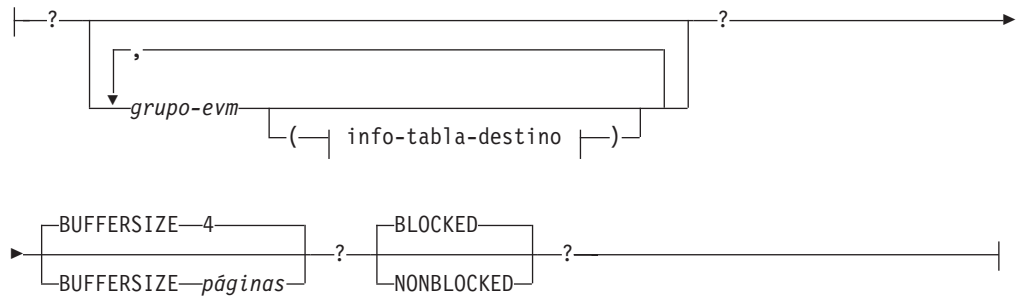 ? ?
,
grupo-evm
( info-tabla-destino )
BUFFERSIZE 4 BLOCKED
? ?
BUFFERSIZE páginas NONBLOCKED